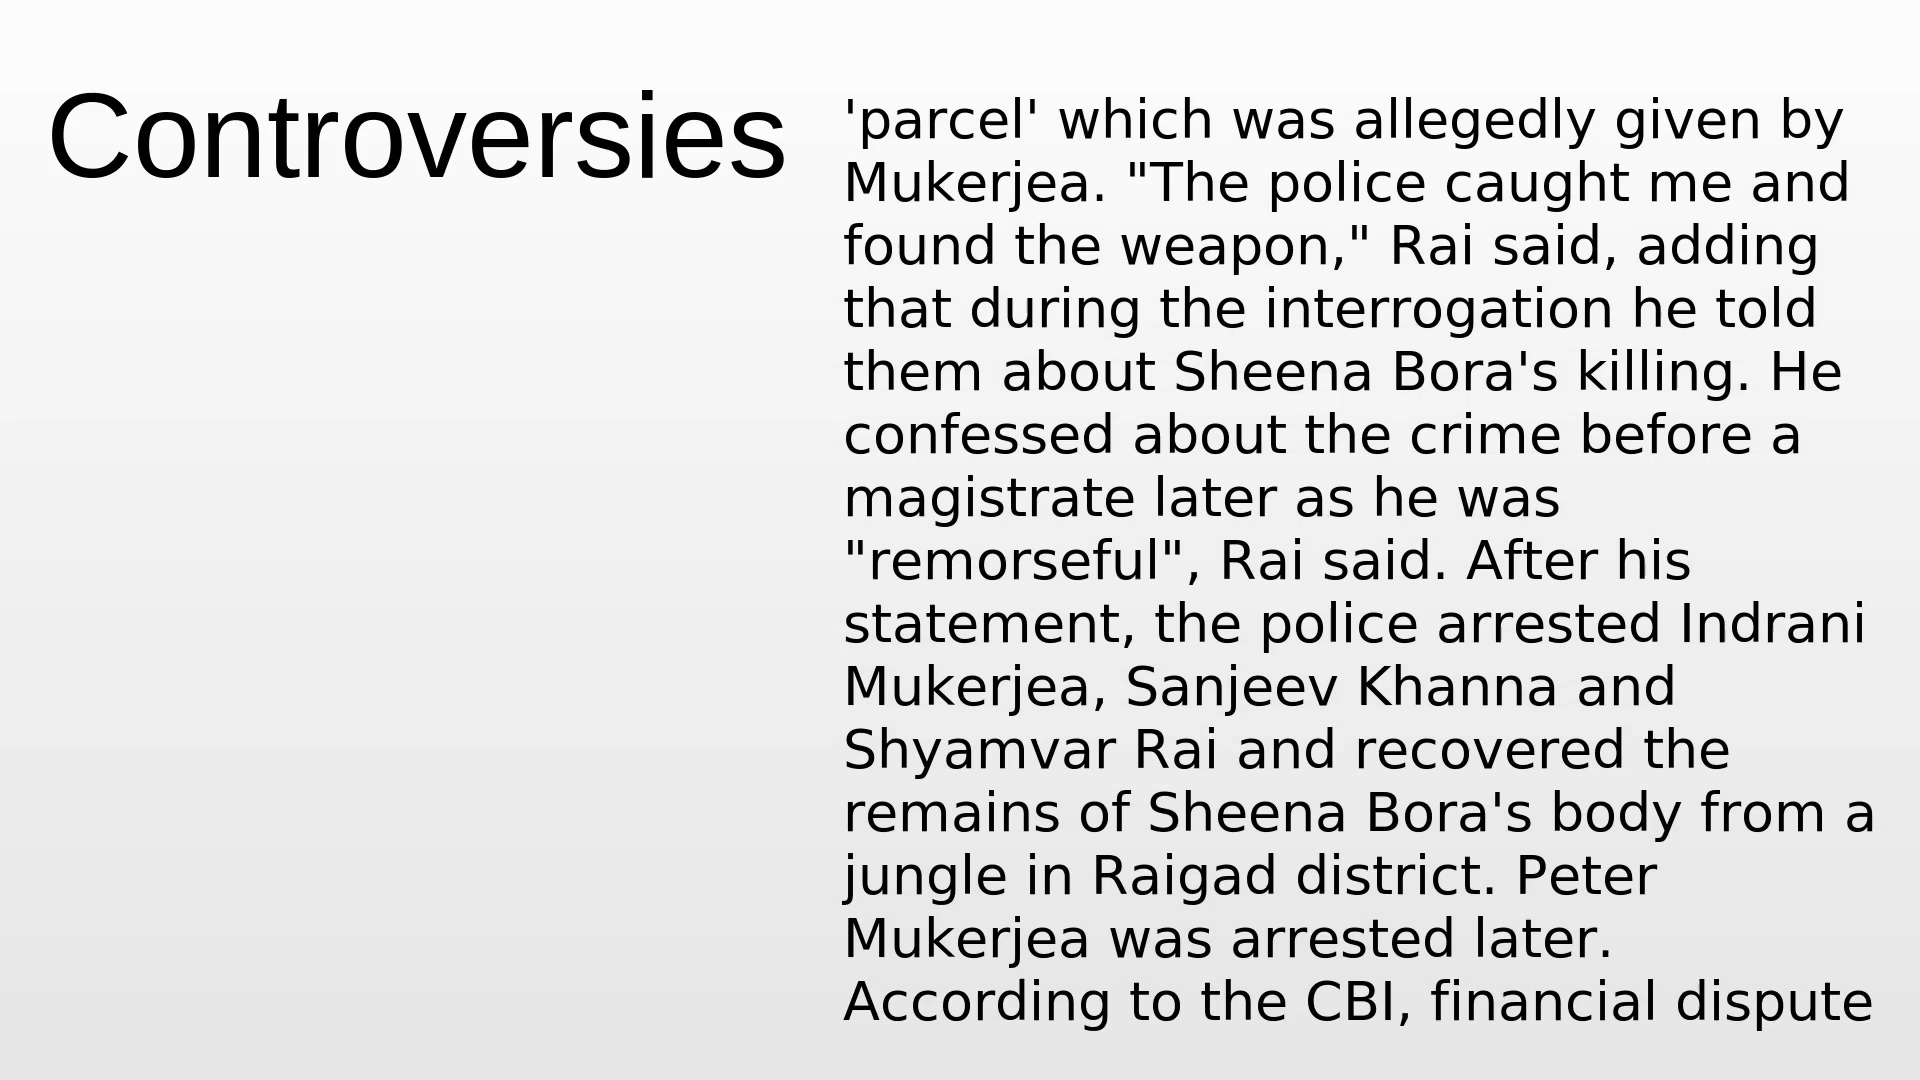 Controversies
'parcel' which was allegedly given by
Mukerjea. "The police caught me and
found the weapon," Rai said, adding
that during the interrogation he told
them about Sheena Bora's killing. He
confessed about the crime before a
magistrate later as he was
"remorseful", Rai said. After his
statement, the police arrested Indrani
Mukerjea, Sanjeev Khanna and
Shyamvar Rai and recovered the
remains of Sheena Bora's body from a
jungle in Raigad district. Peter
Mukerjea was arrested later.
According to the CBI, financial dispute